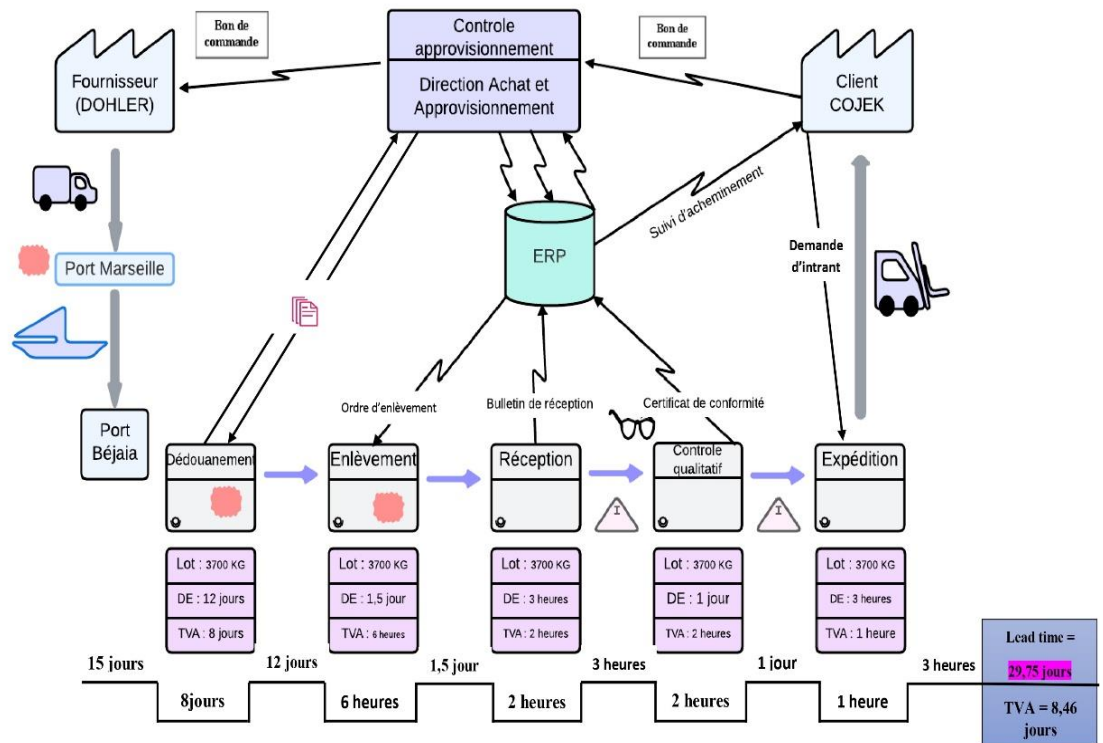 Bon de
commande
Controle
approvisionnement
Direction Achat et
Approvisionnement
Bon de
commande
Fournisseur
(DOHLER)
Client
COJEK
Port Marseille
ERP
Suivi d'acheminement
Demande
d'intrant
Port
Béjaia
Ordre d'enlèvement
Bulletin de réception
Certificat de conformité
Dédouanement
Enlèvement
Réception
Controle
qualitatif
Expédition
I
I
Lot : 3700 KG
DE : 12 jours
TVA : 8 jours
Lot : 3700 KG
DE : 1,5 jour
TVA : 6 heures
Lot : 3700 KG
DE : 3 heures
TVA : 2 heures
Lot : 3700 KG
DE : 1 jour
TVA : 2 heures
Lot : 3700 KG
DE : 3 heures
TVA : 1 heure
15 jours
12 jours
1,5 jour
3 heures
1 jour
3 heures
8jours
6 heures
2 heures
2 heures
1 heure
Lead time =
29,75 jours
TVA = 8,46
jours